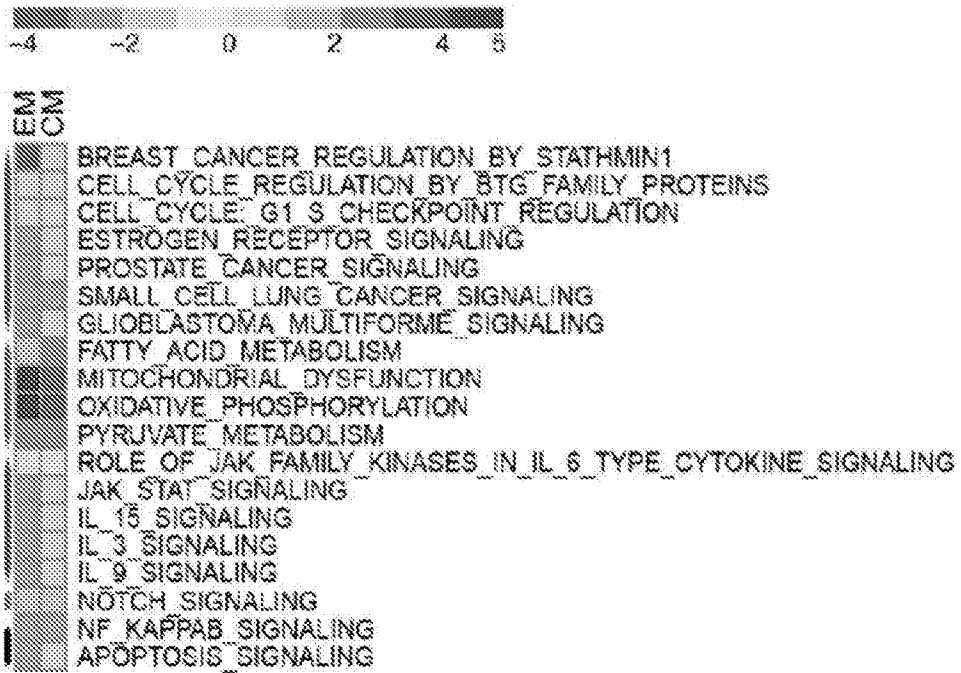 -4 -2 0 2 4 5
EM
CM
BREAST_CANCER_REGULATION_BY_STATHMIN1
CELL_CYCLE_REGULATION_BY_BTG_FAMILY_PROTEINS
CELL_CYCLE:_G1_S_CHECKPOINT_REGULATION
ESTROGEN_RECEPTOR_SIGNALING
PROSTATE_CANCER_SIGNALING
SMALL_CELL_LUNG_CANCER_SIGNALING
GLIOBLASTOMA_MULTIFORME_SIGNALING
FATTY_ACID_METABOLISM
MITOCHONDRIAL_DYSFUNCTION
OXIDATIVE_PHOSPHORYLATION
PYRUVATE_METABOLISM
ROLE_OF_JAK_FAMILY_KINASES_IN_IL_6_TYPE_CYTOKINE_SIGNALING
JAK_STAT_SIGNALING
IL_15_SIGNALING
IL_3_SIGNALING
IL_9_SIGNALING
NOTCH_SIGNALING
NF_KAPPAB_SIGNALING
APOPTOSIS_SIGNALING